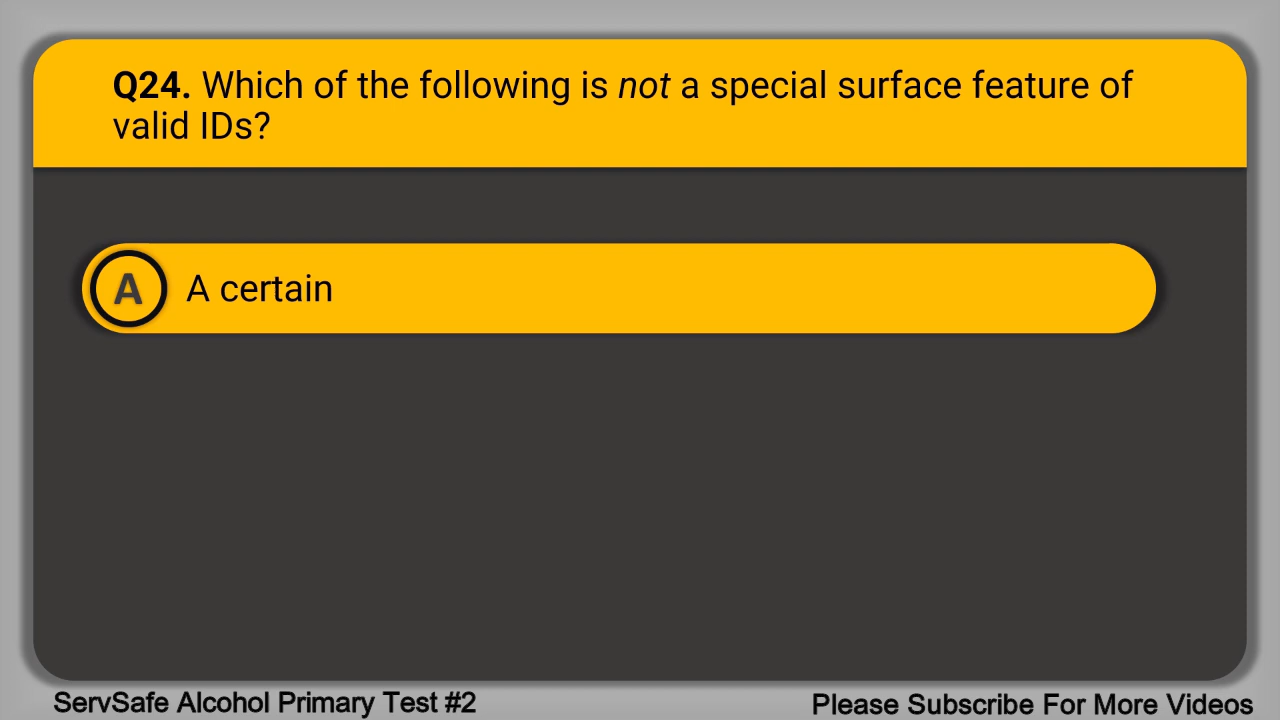 Q24. Which of the following is not a special surface feature of
valid IDs?
A A certain
ServSafe Alcohol Primary Test #2
Please Subscribe For More Videos